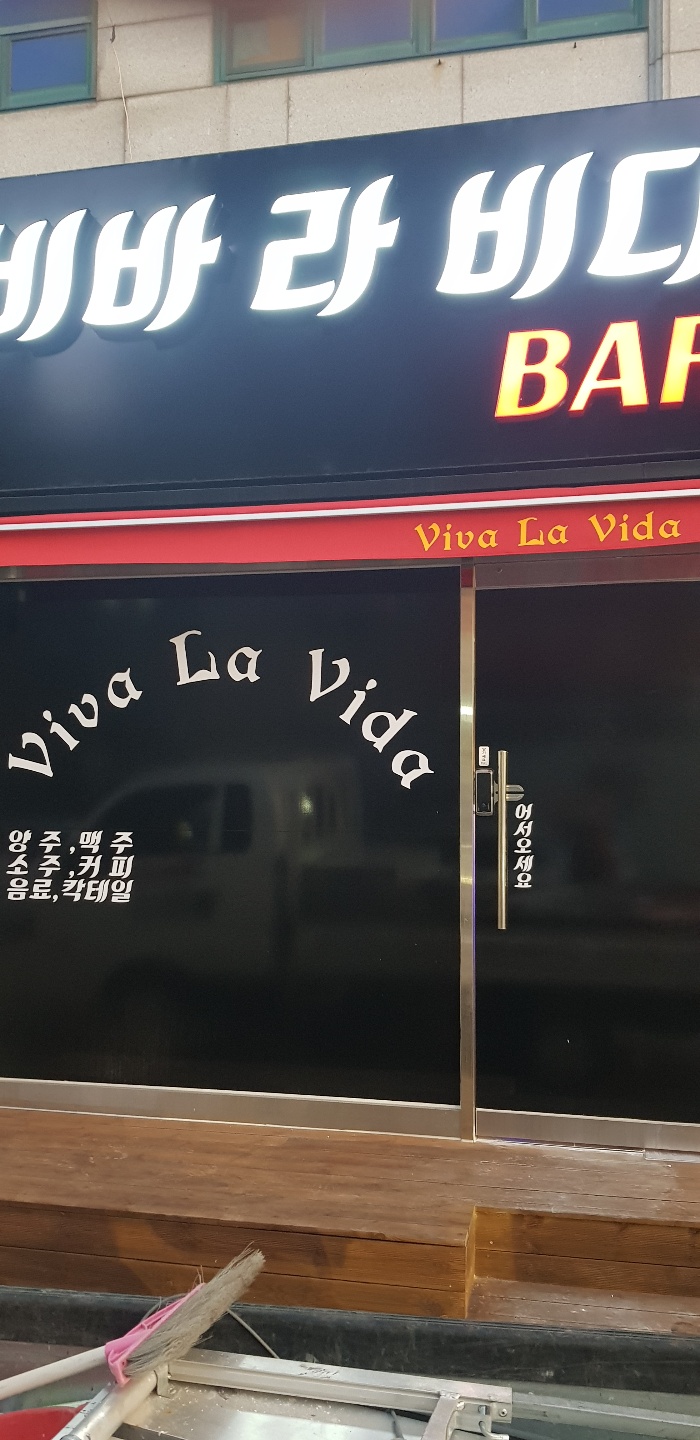 비바 라 비다
BAR
Viva La Vida
Viva La Vida
양 주 , 맥 주
소 주 , 커 피
음료, 칵테일
어서오세요